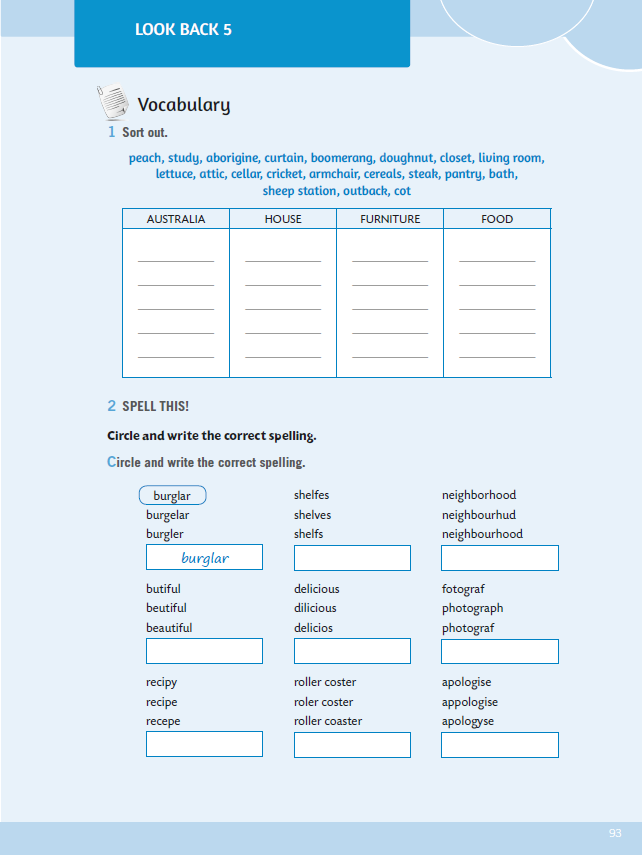 LOOK BACK 5
Vocabulary
1 Sort out.
peach, study, aborigine, curtain, boomerang, doughnut, closet, living room,
lettuce, attic, cellar, cricket, armchair, cereals, steak, pantry, bath,
sheep station, outback, cot
AUSTRALIA HOUSE FURNITURE FOOD
2 SPELL THIS!
Circle and write the correct spelling.
Circle and write the correct spelling.
burglar shelfes neighborhood
burgelar shelves neighbourhud
burgler shelfs neighbourhood
burglar
butiful delicious fotograf
beutiful dilicious photograph
beautiful delicios photograf
recipy roller coster apologise
recipe roler coster appologise
recepe roller coaster apologyse
93